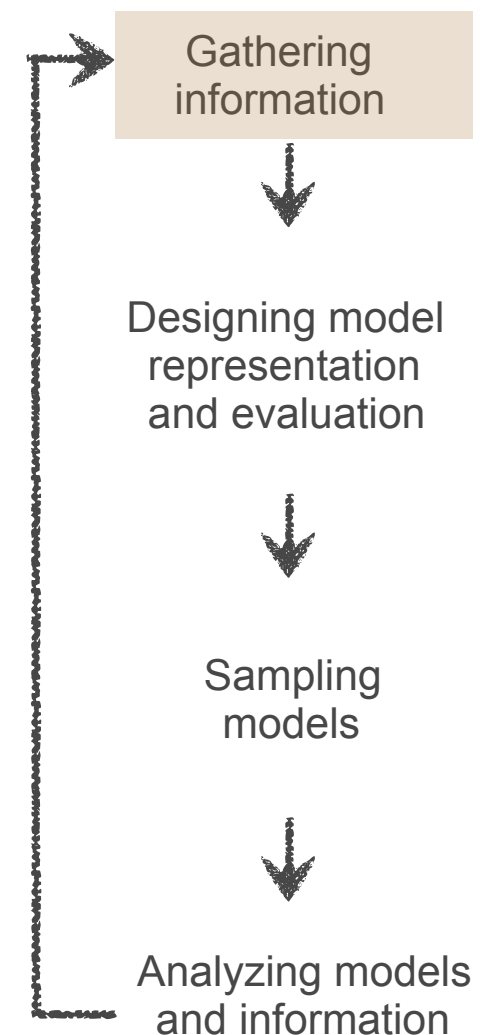 Gathering
information
Designing model
representation
and evaluation
Sampling
models
Analyzing models
and information